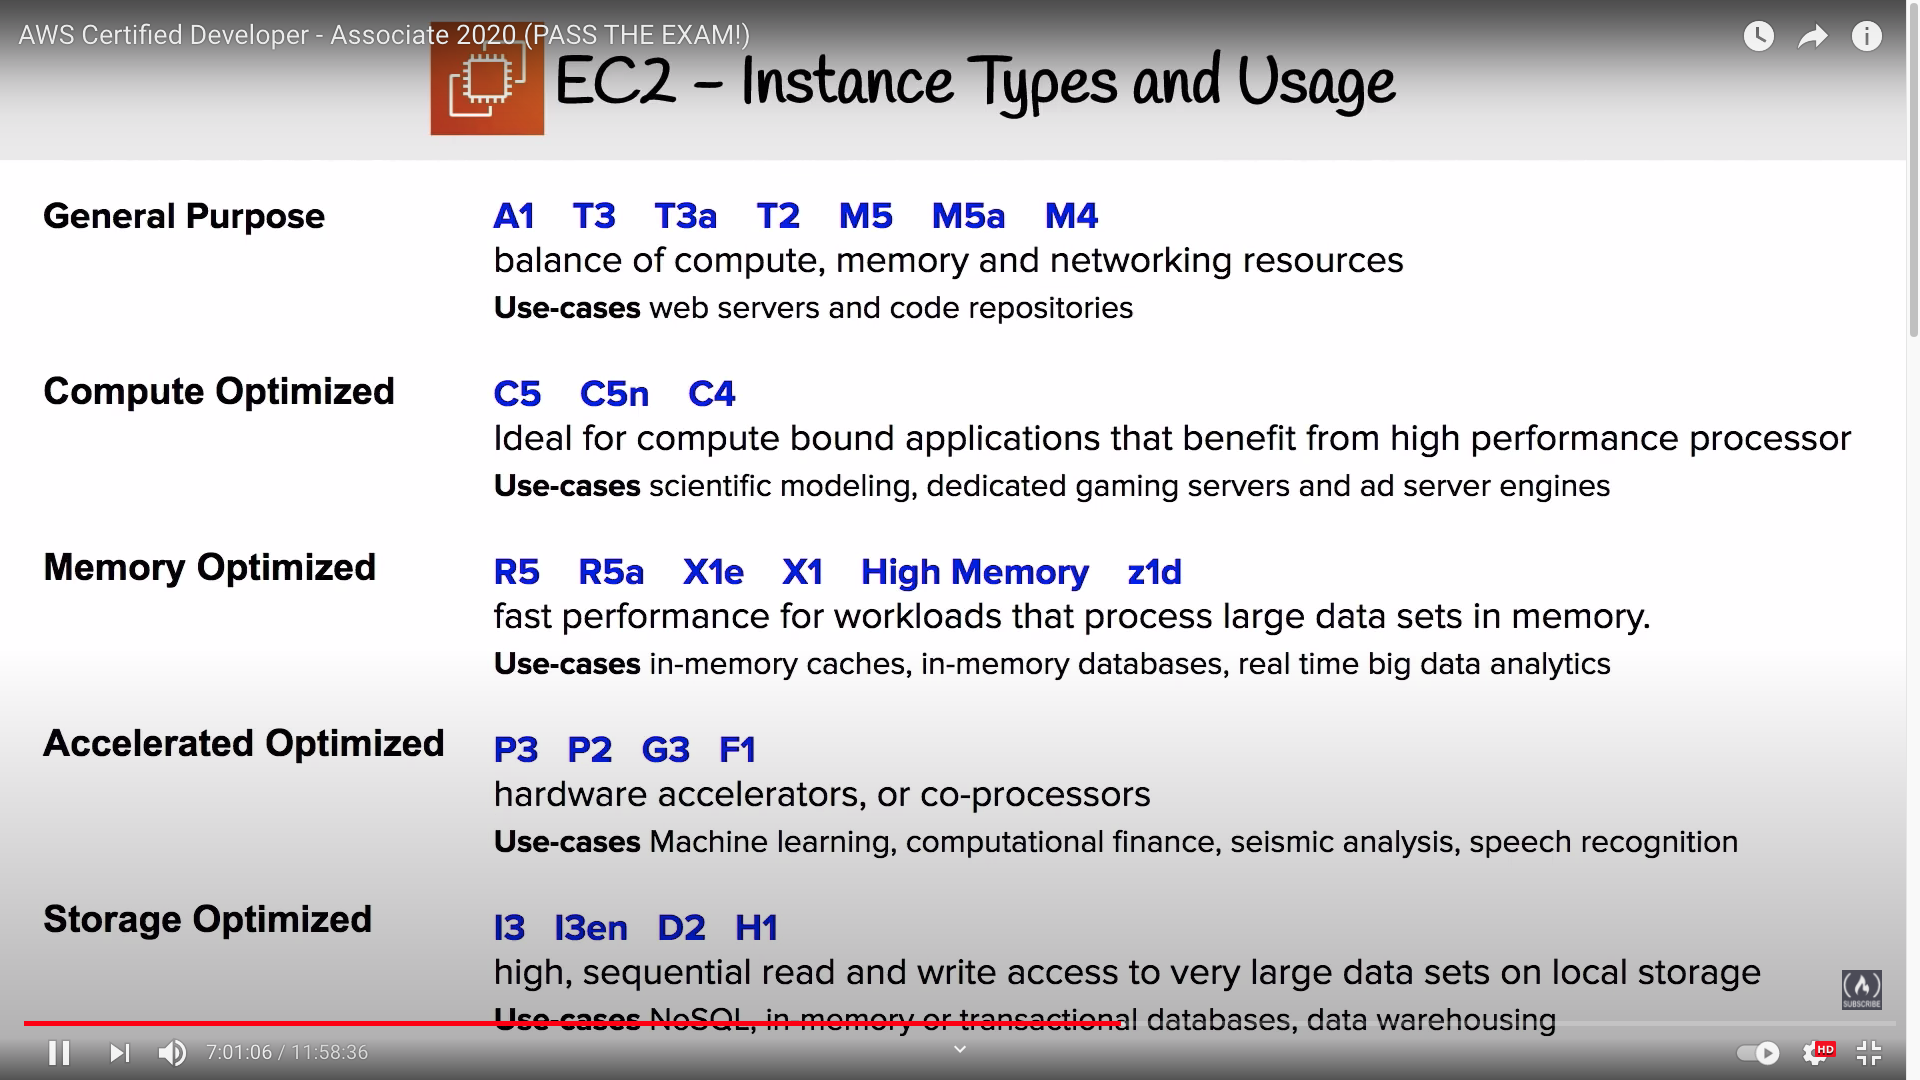 AWS Certified Developer - Associate 2020 (PASS THE EXAM!)
EC2 – Instance Types and Usage
General Purpose
A1 T3 T3a T2 M5 M5a M4
balance of compute, memory and networking resources
Use-cases web servers and code repositories
Compute Optimized
C5 C5n C4
Ideal for compute bound applications that benefit from high performance processor
Use-cases scientific modeling, dedicated gaming servers and ad server engines
Memory Optimized
R5 R5a X1e X1 High Memory z1d
fast performance for workloads that process large data sets in memory.
Use-cases in-memory caches, in-memory databases, real time big data analytics
Accelerated Optimized
P3 P2 G3 F1
hardware accelerators, or co-processors
Use-cases Machine learning, computational finance, seismic analysis, speech recognition
Storage Optimized
I3 I3en D2 H1
high, sequential read and write access to very large data sets on local storage
Use-cases NoSQL, in-memory or transactional databases, data warehousing
SUBSCRIBE
7:01:06 / 11:58:36
HD